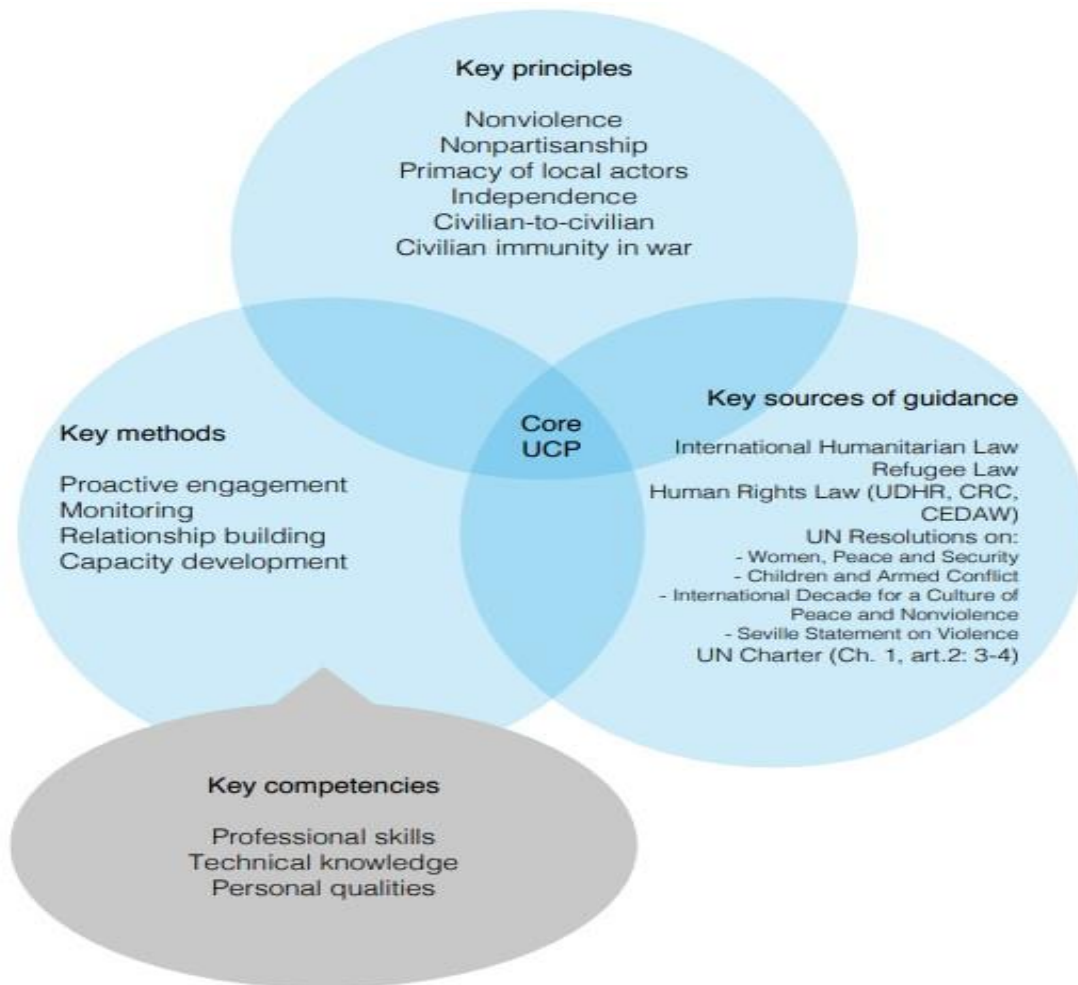 Key principles
Nonviolence
Nonpartisanship
Primacy of local actors
Independence
Civilian-to-civilian
Civilian immunity in war
Key methods
Proactive engagement
Monitoring
Relationship building
Capacity development
Core
UCP
Key sources of guidance
International Humanitarian Law
Refugee Law
Human Rights Law (UDHR, CRC,
CEDAW)
UN Resolutions on:
- Women, Peace and Security
- Children and Armed Conflict
- International Decade for a Culture of
Peace and Nonviolence
- Seville Statement on Violence
UN Charter (Ch. 1, art.2: 3-4)
Key competencies
Professional skills
Technical knowledge
Personal qualities